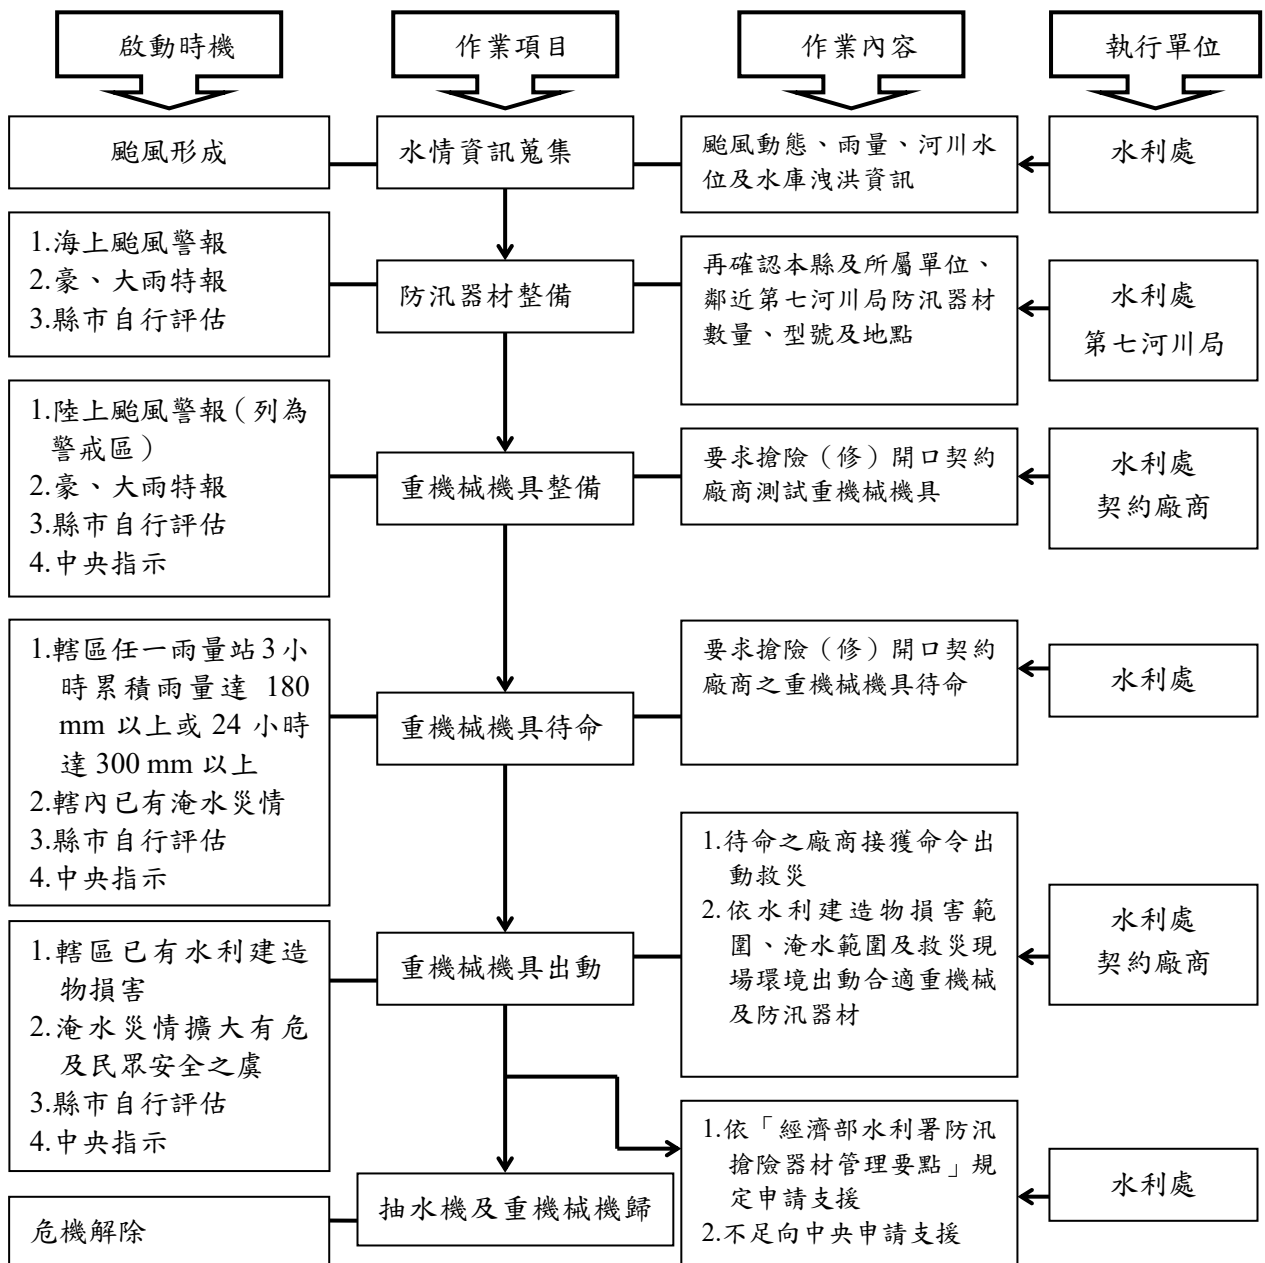 啟動時機
作業項目
作業內容
執行單位
颱風形成
水情資訊蒐集
颱風動態、雨量、河川水
位及水庫洩洪資訊
水利處
1.海上颱風警報
2.豪、大雨特報
3.縣市自行評估
防汛器材整備
再確認本縣及所屬單位、
鄰近第七河川局防汛器材
數量、型號及地點
水利處
第七河川局
1.陸上颱風警報（列為
警戒區）
2.豪、大雨特報
3.縣市自行評估
4.中央指示
重機械機具整備
要求搶險（修）開口契約
廠商測試重機械機具
水利處
契約廠商
1.轄區任一雨量站3小
時累積雨量達 180
mm 以上或 24 小時
達 300 mm 以上
2.轄內已有淹水災情
3.縣市自行評估
4.中央指示
重機械機具待命
要求搶險（修）開口契約
廠商之重機械機具待命
水利處
1.轄區已有水利建造
物損害
2.淹水災情擴大有危
及民眾安全之虞
3.縣市自行評估
4.中央指示
重機械機具出動
1.待命之廠商接獲命令出
動救災
2.依水利建造物損害範
圍、淹水範圍及救災現
場環境出動合適重機械
及防汛器材
水利處
契約廠商
1.依「經濟部水利署防汛
搶險器材管理要點」規
定申請支援
2.不足向中央申請支援
水利處
危機解除
抽水機及重機械機歸